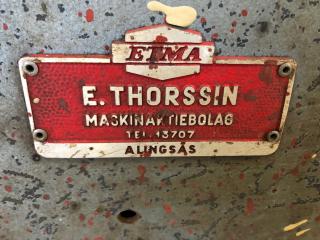 ETMA
E. THORSSIN
MASKINAKTIEBOLAG
TEL. 13707
ALINGSÅS